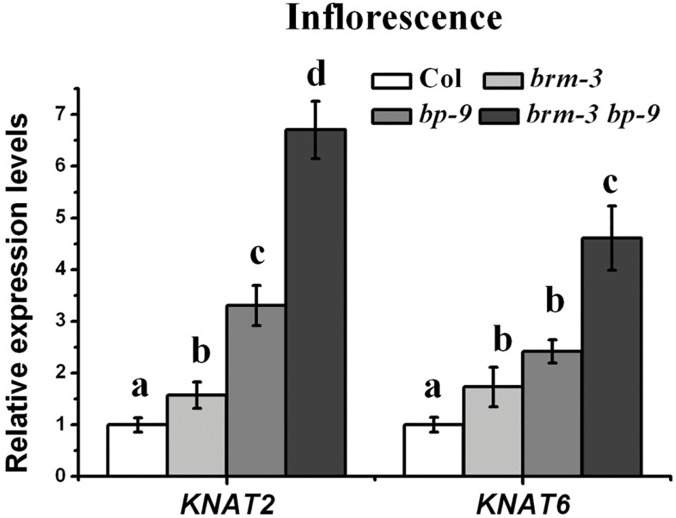 Inflorescence
Col brm-3
bp-9 brm-3 bp-9
Relative expression levels
7
6
5
4
3
2
1
0
a b c d
a b b c
KNAT2 KNAT6